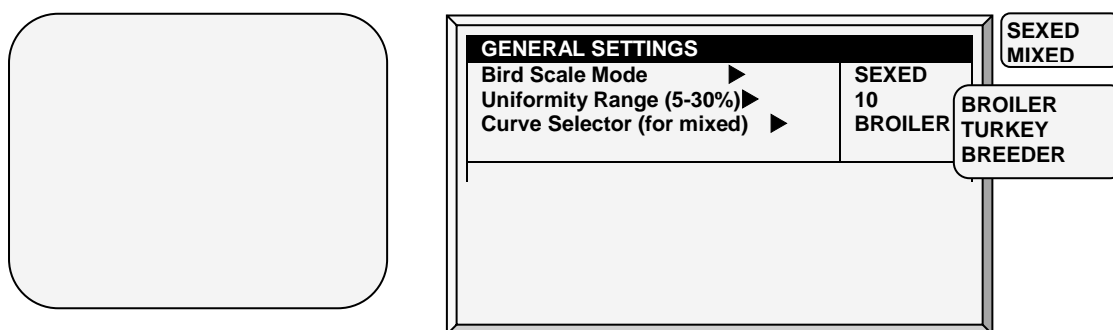 GENERAL SETTINGS
Bird Scale Mode ▶ SEXED
Uniformity Range (5-30%)▶ 10
Curve Selector (for mixed) ▶ BROILER
SEXED
MIXED
BROILER
TURKEY
BREEDER